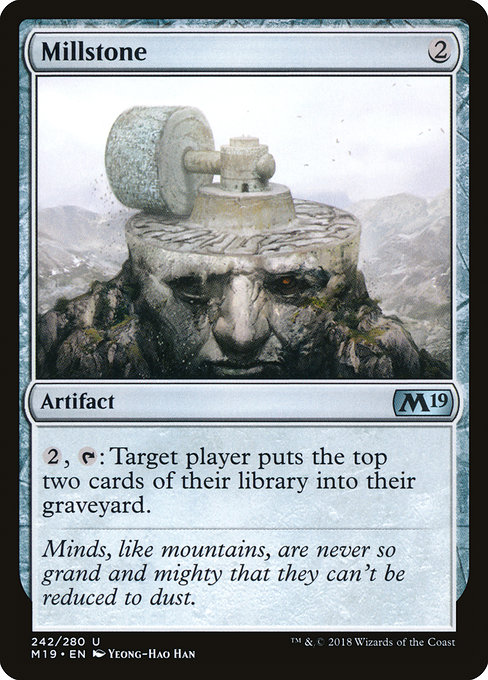 Millstone 2
Artifact M19
2, T: Target player puts the top
two cards of their library into their
graveyard.
Minds, like mountains, are never so
grand and mighty that they can't be
reduced to dust.
242/280 U
™ & © 2018 Wizards of the Coast
M19 • EN Yeong-Hao Han